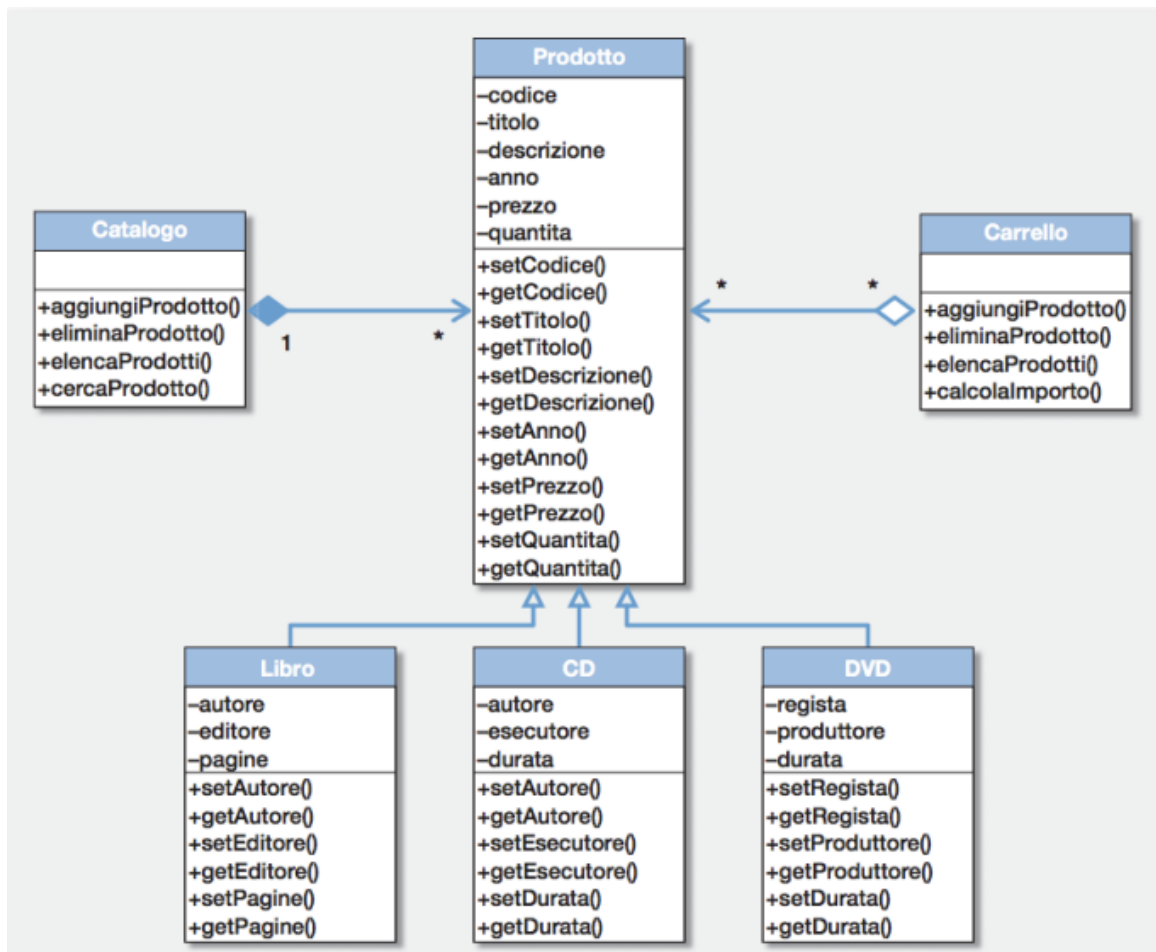 Prodotto
–codice
–titolo
–descrizione
–anno
–prezzo
–quantita
+setCodice()
+getCodice()
+setTitolo()
+getTitolo()
+setDescrizione()
+getDescrizione()
+setAnno()
+getAnno()
+setPrezzo()
+getPrezzo()
+setQuantita()
+getQuantita()
Catalogo
+aggiungiProdotto()
+eliminaProdotto()
+elencaProdotti()
+cercaProdotto()
1
*
*
*
Carrello
+aggiungiProdotto()
+eliminaProdotto()
+elencaProdotti()
+calcolaImporto()
Libro
–autore
–editore
–pagine
+setAutore()
+getAutore()
+setEditore()
+getEditore()
+setPagine()
+getPagine()
CD
–autore
–esecutore
–durata
+setAutore()
+getAutore()
+setEsecutore()
+getEsecutore()
+setDurata()
+getDurata()
DVD
–regista
–produttore
–durata
+setRegista()
+getRegista()
+setProduttore()
+getProduttore()
+setDurata()
+getDurata()